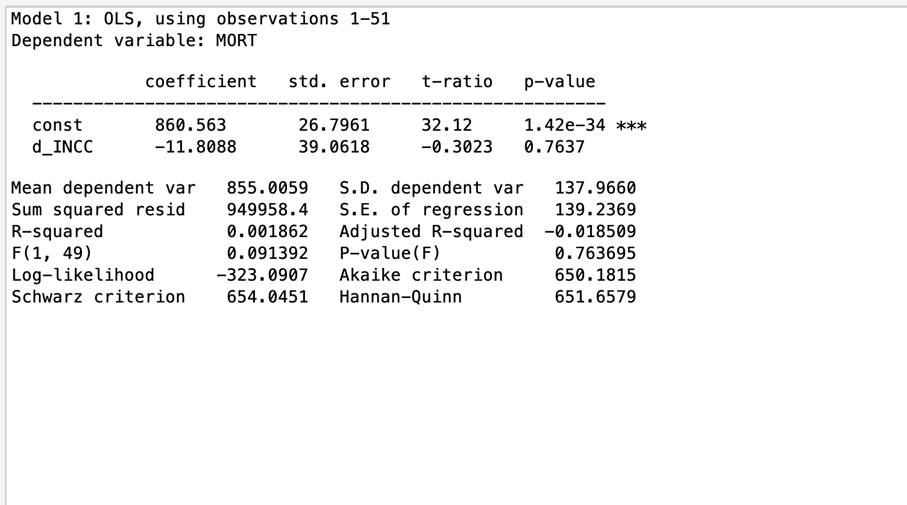 Model 1: OLS, using observations 1-51
Dependent variable: MORT
coefficient std. error t-ratio p-value
---------------------------------------------------------
const 860.563 26.7961 32.12 1.42e-34 ***
d_INCC -11.8088 39.0618 -0.3023 0.7637
Mean dependent var 855.0059 S.D. dependent var 137.9660
Sum squared resid 949958.4 S.E. of regression 139.2369
R-squared 0.001862 Adjusted R-squared -0.018509
F(1, 49) 0.091392 P-value(F) 0.763695
Log-likelihood -323.0907 Akaike criterion 650.1815
Schwarz criterion 654.0451 Hannan-Quinn 651.6579